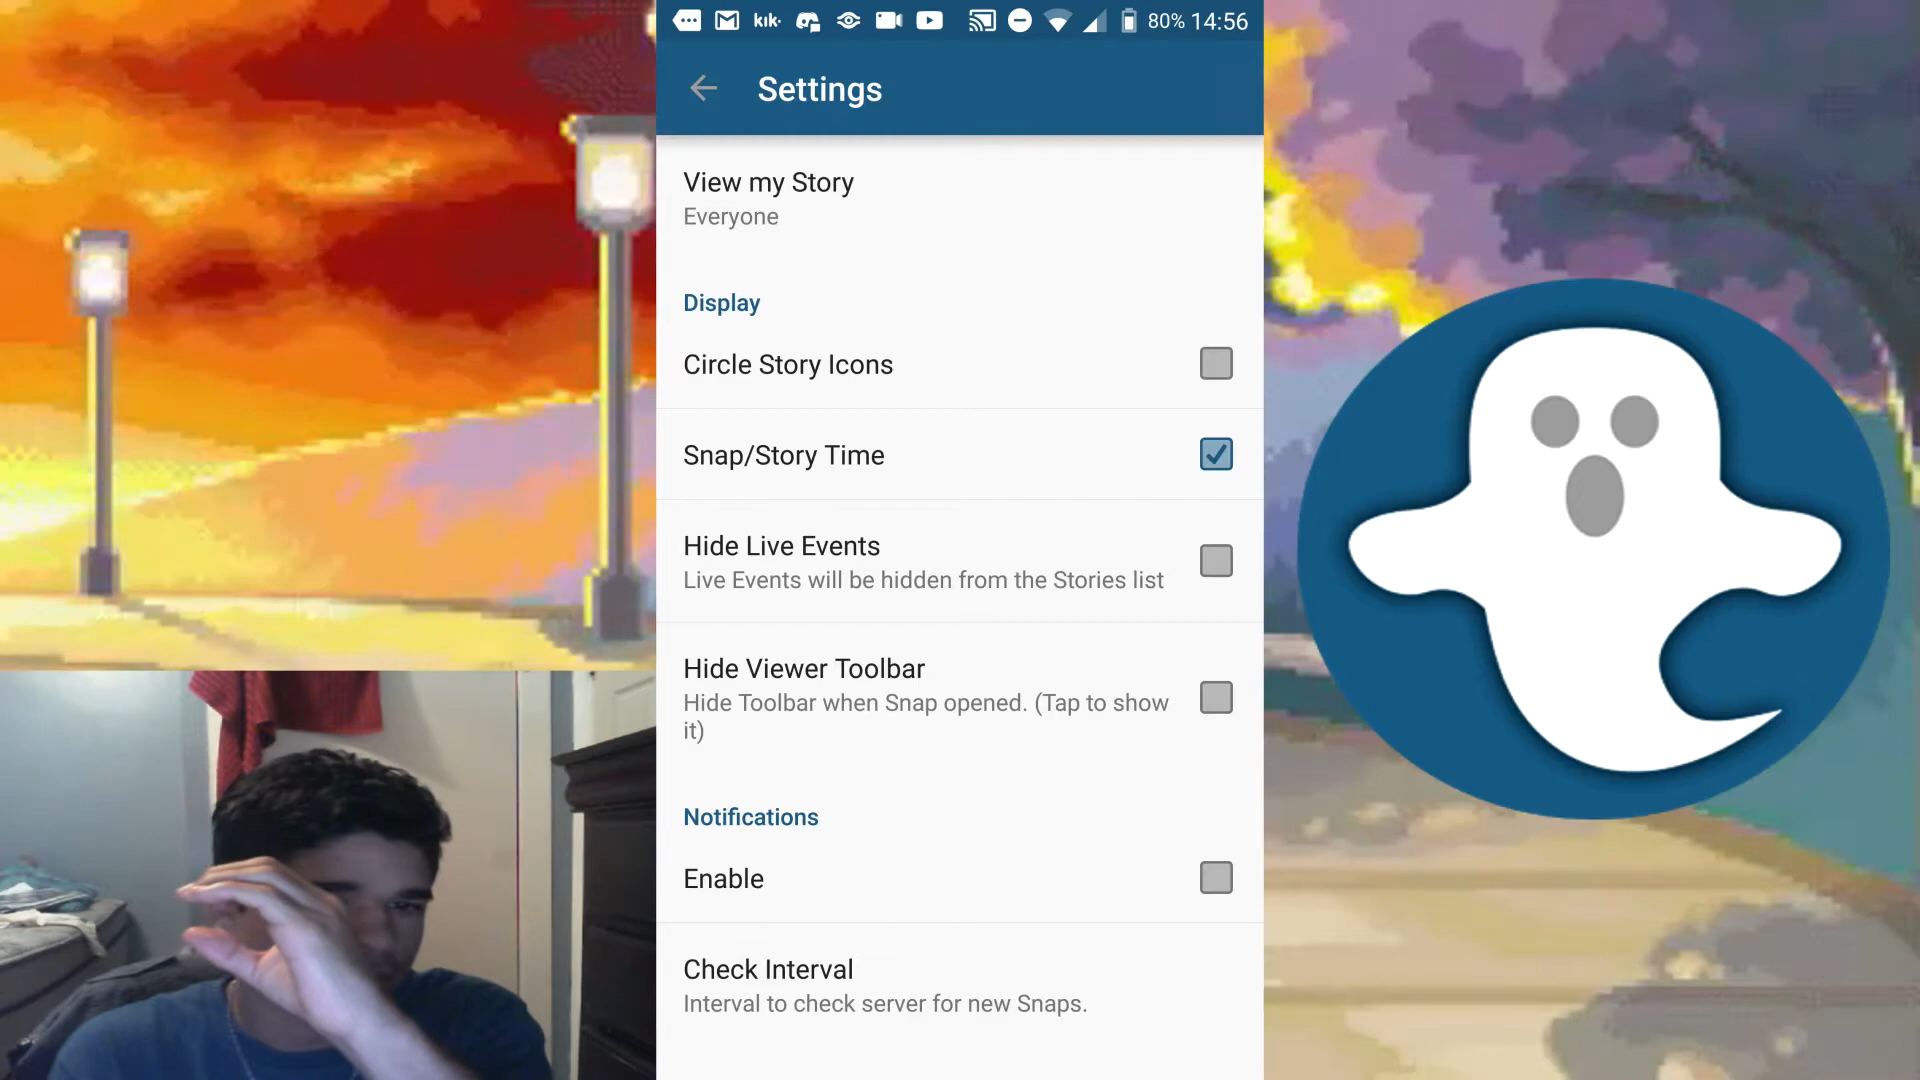 kik·
80% 14:56
Settings
View my Story
Everyone
Display
Circle Story Icons
Snap/Story Time
Hide Live Events
Live Events will be hidden from the Stories list
Hide Viewer Toolbar
Hide Toolbar when Snap opened. (Tap to show
it)
Notifications
Enable
Check Interval
Interval to check server for new Snaps.